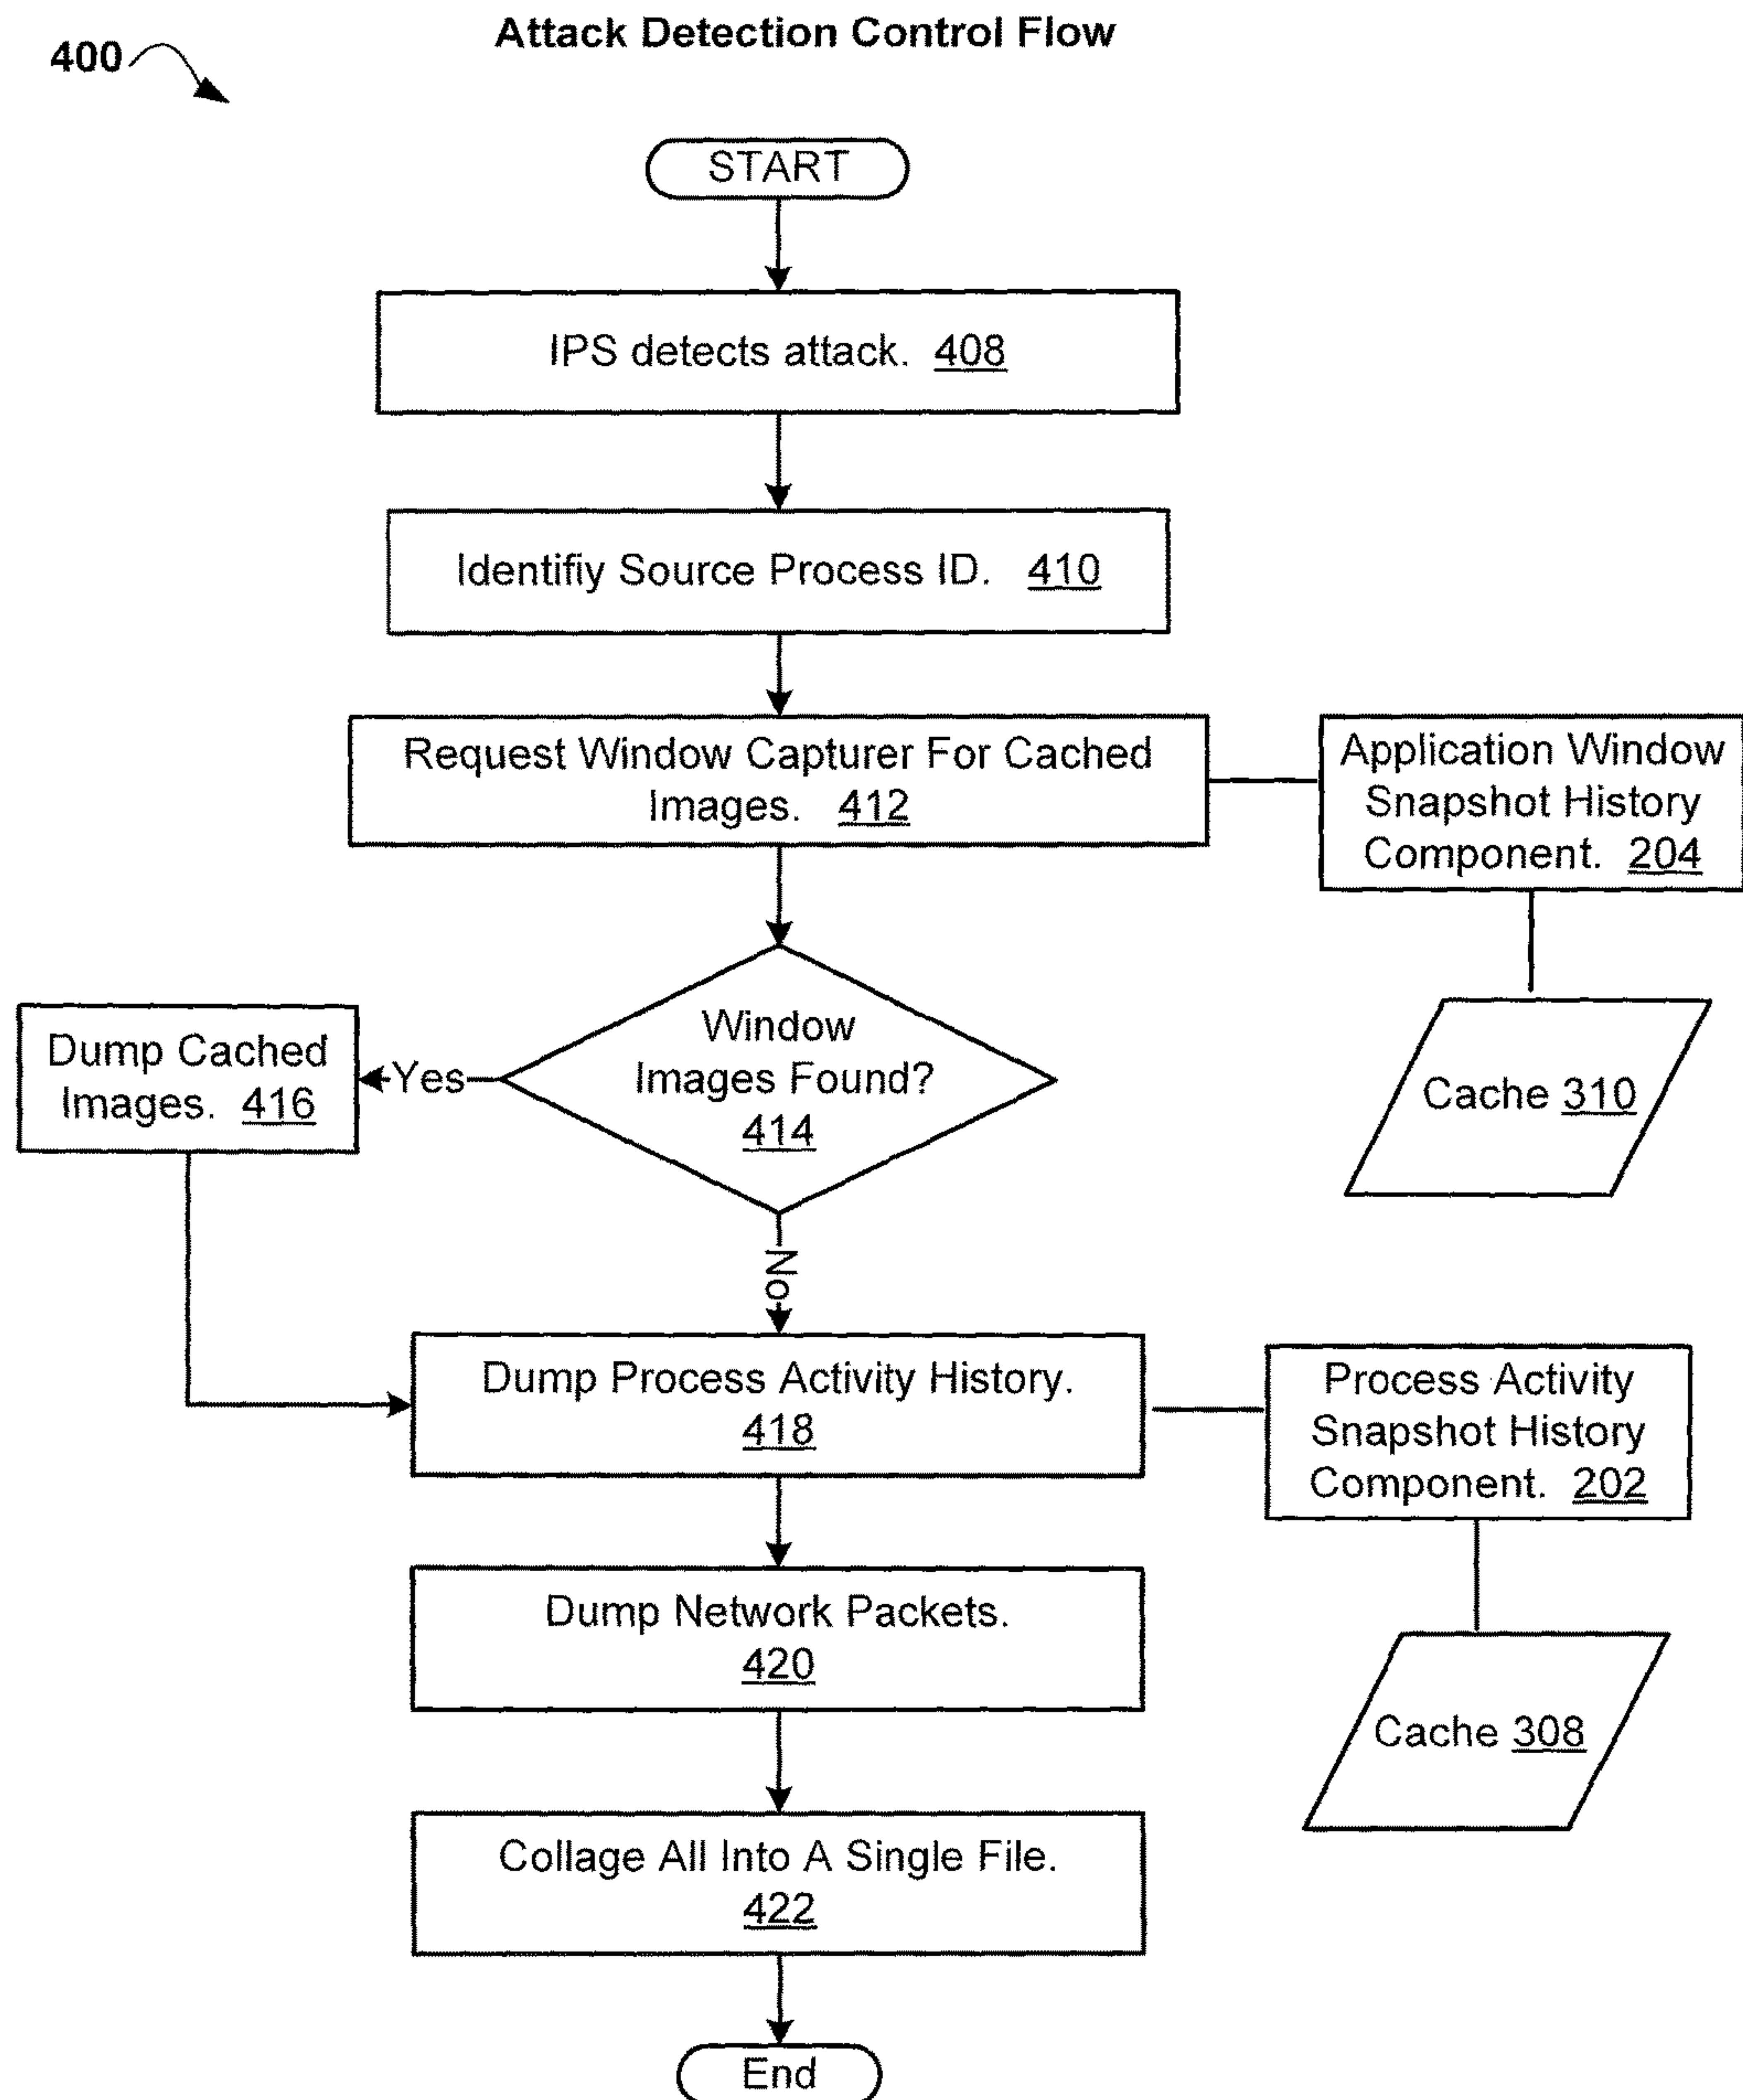 Attack Detection Control Flow
400
START
IPS detects attack. 408
Identifiy Source Process ID. 410
Request Window Capturer For Cached
Images. 412
Application Window
Snapshot History
Component. 204
Cache 310
Window
Images Found?
414
Yes
Dump Cached
Images. 416
No
Dump Process Activity History.
418
Process Activity
Snapshot History
Component. 202
Cache 308
Dump Network Packets.
420
Collage All Into A Single File.
422
End